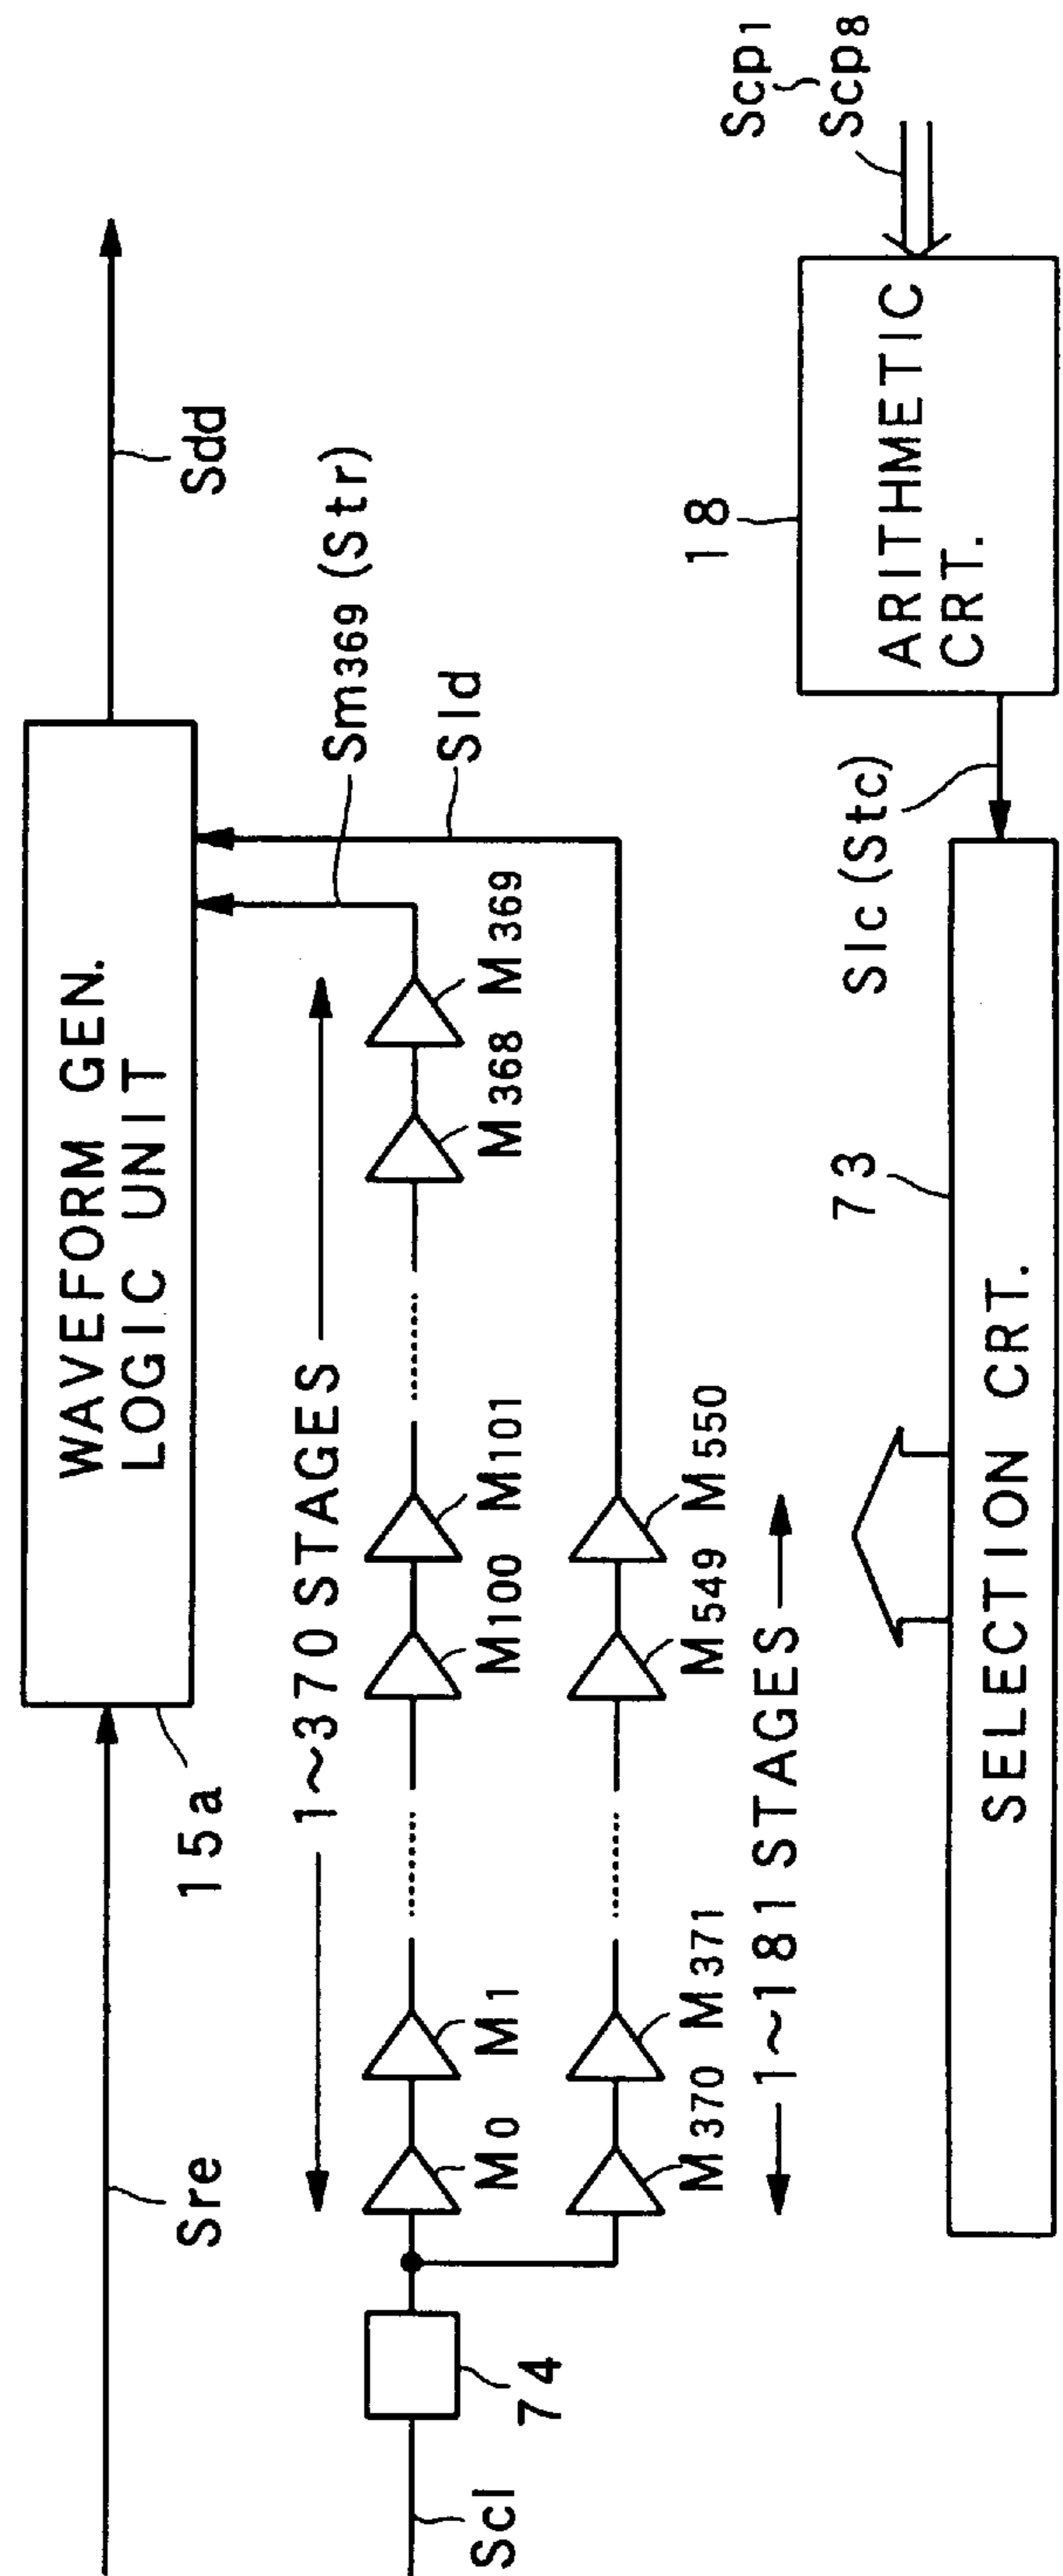 Sre
15a
WAVEFORM GEN.
LOGIC UNIT
Sdd
1~370 STAGES
Sm369 (Str)
Sld
Scl
74
M0
M1
M100
M101
M368
M369
M370
M371
M549
M550
1~181 STAGES
Slc (Stc)
18
Scp1
Scp8
73
SELECTION CRT.
ARITHMETIC
CRT.